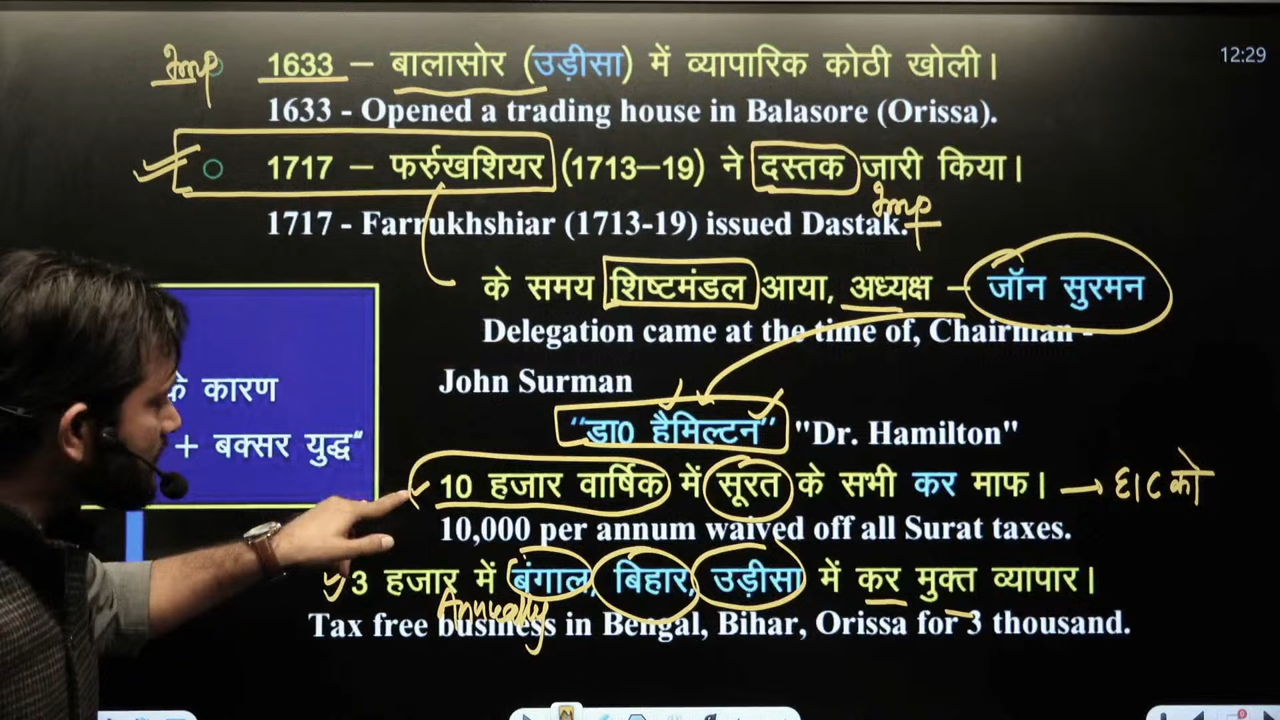 Imp 1633 – बालासोर (उड़ीसा) में व्यापारिक कोठी खोली।
12:29
1633 - Opened a trading house in Balasore (Orissa).
1717 – फर्रुखशियर (1713–19) ने दस्तक जारी किया।
Imp
1717 - Farrukhshiar (1713-19) issued Dastak.
के समय शिष्टमंडल आया, अध्यक्ष – जॉन सुरमन
Delegation came at the time of, Chairman -
John Surman
के कारण
+ बक्सर युद्ध"
"डा0 हैमिल्टन" "Dr. Hamilton"
10 हजार वार्षिक में सूरत के सभी कर माफ। → EIC को
10,000 per annum waived off all Surat taxes.
3 हजार में बंगाल, बिहार, उड़ीसा में कर मुक्त व्यापार।
Annually
Tax free business in Bengal, Bihar, Orissa for 3 thousand.